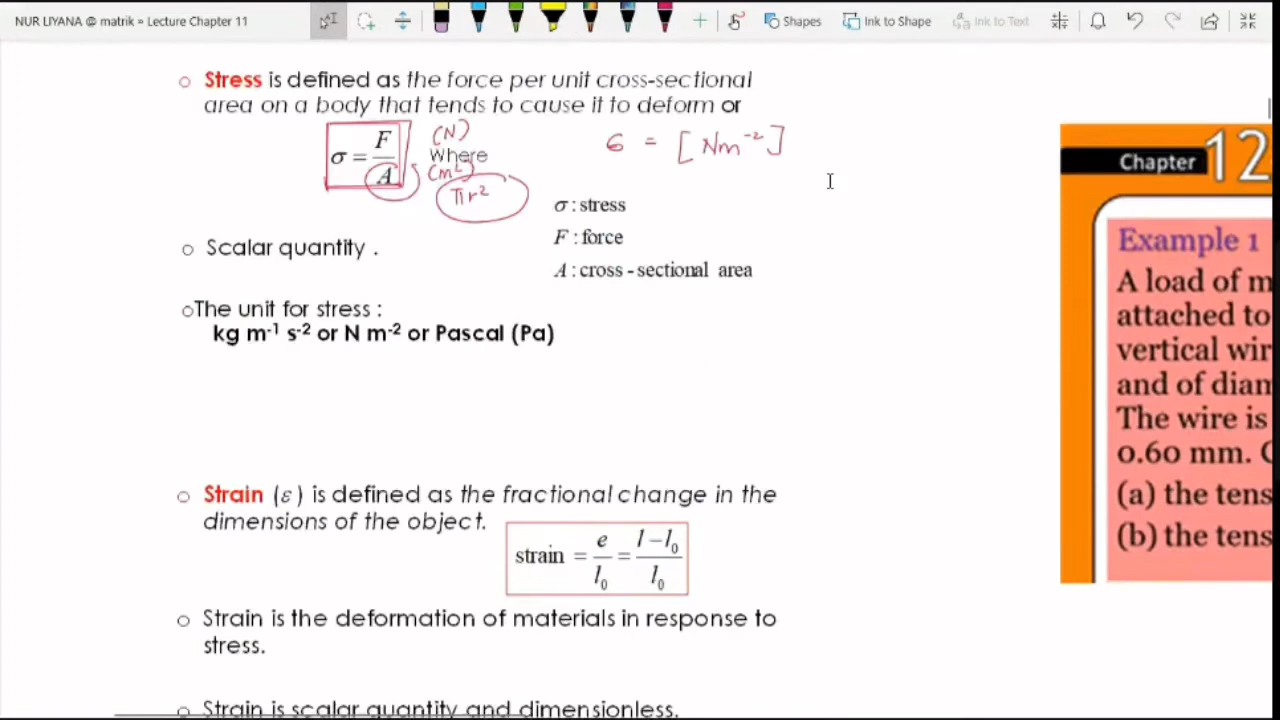 NUR LIYANA @ matrik » Lecture Chapter 11
Shapes
Ink to Shape
Ink to Text
○ Stress is defined as the force per unit cross-sectional
area on a body that tends to cause it to deform or
σ = F / A
(N)
Where
(m²)
πr²
σ = [Nm⁻²]
σ : stress
F : force
A : cross - sectional area
○ Scalar quantity .
○The unit for stress :
kg m⁻¹ s⁻² or N m⁻² or Pascal (Pa)
○ Strain (ε) is defined as the fractional change in the
dimensions of the object.
strain = e / l₀ = l − l₀ / l₀
○ Strain is the deformation of materials in response to
stress.
○ Strain is scalar quantity and dimensionless.
Chapter 12
Example 1
A load of m
attached to
vertical wir
and of diam
The wire is
0.60 mm. C
(a) the tens
(b) the tens